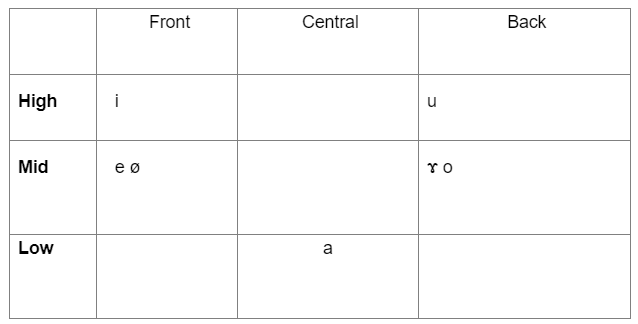 Front Central Back
High i u
Mid e ø ɤ o
Low a